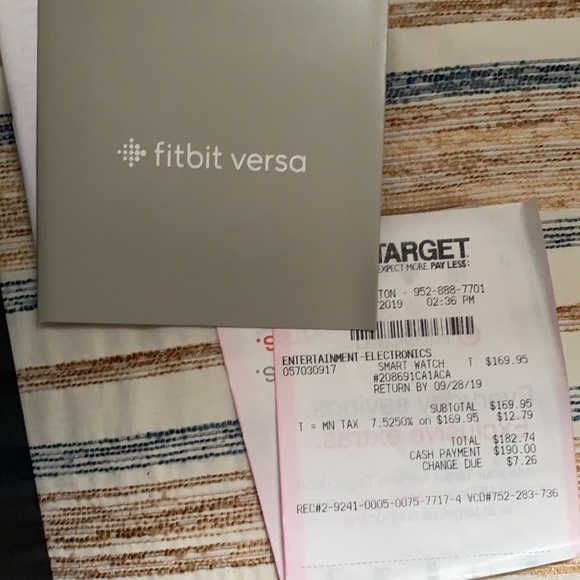 fitbit versa
TARGET
EXPECT MORE. PAY LESS.
TON - 952-888-7701
2019 02:36 PM
ENTERTAINMENT-ELECTRONICS
057030917 SMART WATCH T $169.95
#208691CA1ACA
RETURN BY 09/28/19
SUBTOTAL $169.95
T = MN TAX 7.5250% on $169.95 $12.79
TOTAL $182.74
CASH PAYMENT $190.00
CHANGE DUE $7.26
REC#2-9241-0005-0075-7717-4 VCD#752-283-736